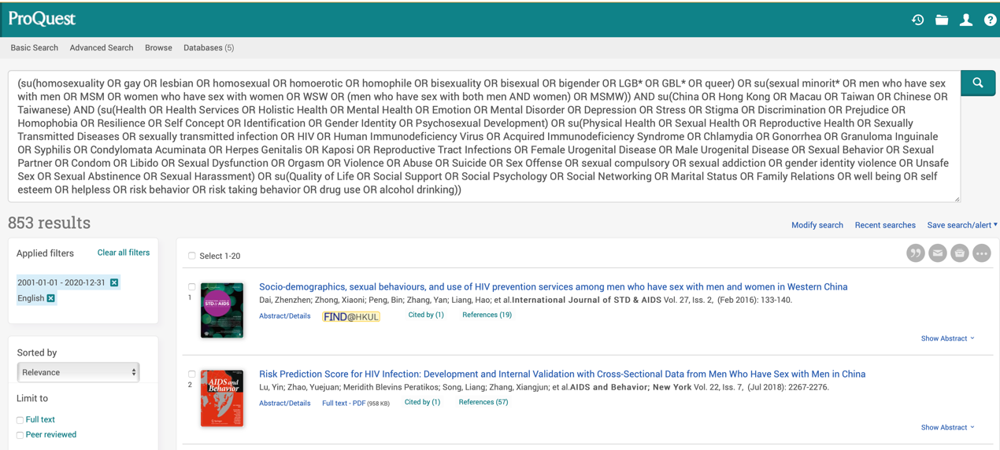 ProQuest
Basic Search Advanced Search Browse Databases (5)
(su(homosexuality OR gay OR lesbian OR homosexual OR homoerotic OR homophile OR bisexuality OR bisexual OR bigender OR LGB* OR GBL* OR queer) OR su(sexual minorit* OR men who have sex
with men OR MSM OR women who have sex with women OR WSW OR (men who have sex with both men AND women) OR MSMW)) AND su(China OR Hong Kong OR Macau OR Taiwan OR Chinese OR
Taiwanese) AND (su(Health OR Health Services OR Holistic Health OR Mental Health OR Emotion OR Mental Disorder OR Depression OR Stress OR Stigma OR Discrimination OR Prejudice OR
Homophobia OR Resilience OR Self Concept OR Identification OR Gender Identity OR Psychosexual Development) OR su(Physical Health OR Sexual Health OR Reproductive Health OR Sexually
Transmitted Diseases OR sexually transmitted infection OR HIV OR Human Immunodeficiency Virus OR Acquired Immunodeficiency Syndrome OR Chlamydia OR Gonorrhea OR Granuloma Inguinale
OR Syphilis OR Condylomata Acuminata OR Herpes Genitalis OR Kaposi OR Reproductive Tract Infections OR Female Urogenital Disease OR Male Urogenital Disease OR Sexual Behavior OR Sexual
Partner OR Condom OR Libido OR Sexual Dysfunction OR Orgasm OR Violence OR Abuse OR Suicide OR Sex Offense OR sexual compulsory OR sexual addiction OR gender identity violence OR Unsafe
Sex OR Sexual Abstinence OR Sexual Harassment) OR su(Quality of Life OR Social Support OR Social Psychology OR Social Networking OR Marital Status OR Family Relations OR well being OR self
esteem OR helpless OR risk behavior OR risk taking behavior OR drug use OR alcohol drinking))
853 results
Modify search Recent searches Save search/alert
Applied filters Clear all filters
2001-01-01 - 2020-12-31
English
Sorted by
Relevance
Limit to
Full text
Peer reviewed
Select 1-20
1
STD & AIDS
Socio-demographics, sexual behaviours, and use of HIV prevention services among men who have sex with men and women in Western China
Dai, Zhenzhen; Zhong, Xiaoni; Peng, Bin; Zhang, Yan; Liang, Hao; et al.International Journal of STD & AIDS Vol. 27, Iss. 2, (Feb 2016): 133-140.
Abstract/Details FIND@HKUL Cited by (1) References (19)
Show Abstract
2
AIDS and
Behavior
Risk Prediction Score for HIV Infection: Development and Internal Validation with Cross-Sectional Data from Men Who Have Sex with Men in China
Lu, Yin; Zhao, Yuejuan; Meridith Blevins Peratikos; Song, Liang; Zhang, Xiangjun; et al.AIDS and Behavior; New York Vol. 22, Iss. 7, (Jul 2018): 2267-2276.
Abstract/Details Full text - PDF (958 KB) Cited by (1) References (57)
Show Abstract